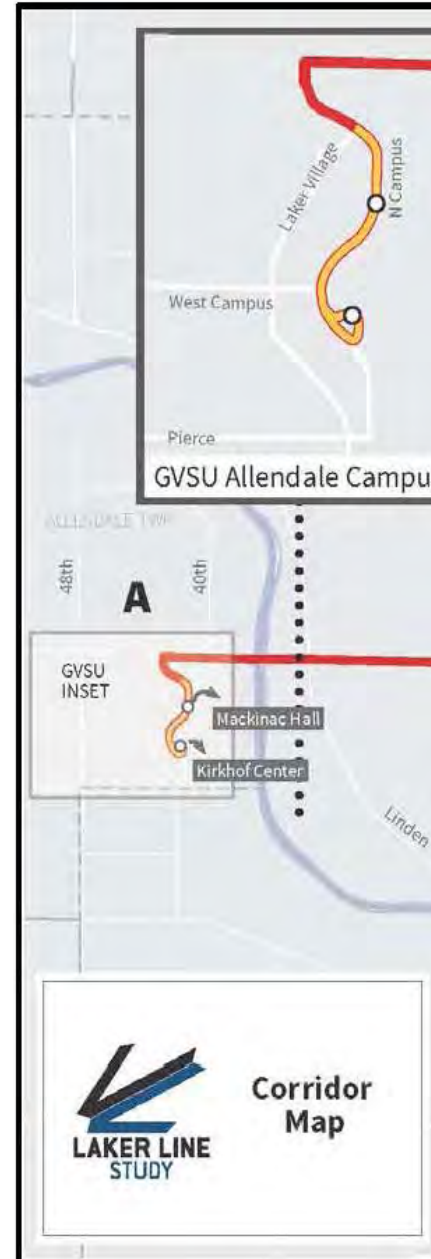 Laker Village
N Campus
West Campus
Pierce
GVSU Allendale Campu
ALLENDALE TWP
48th
40th
A
GVSU
INSET
Mackinac Hall
Kirkhof Center
Linden
LAKER LINE
STUDY
Corridor
Map